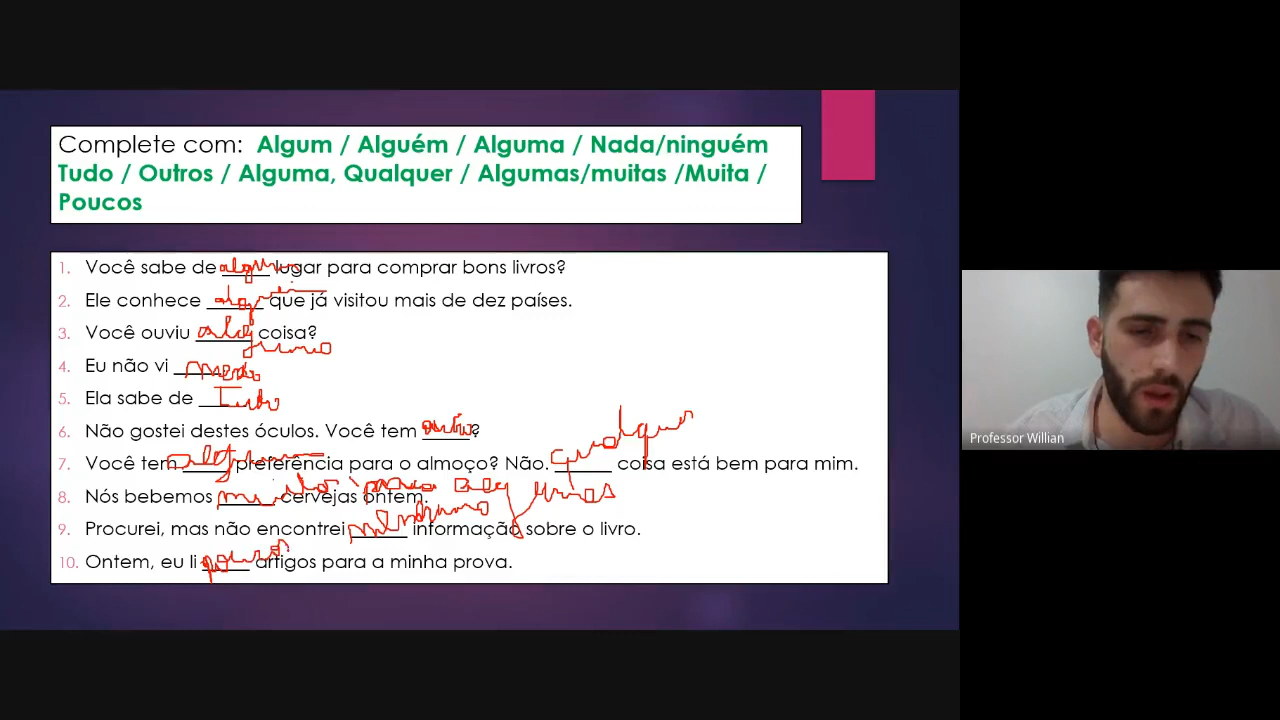 Complete com: Algum / Alguém / Alguma / Nada/ninguém
Tudo / Outros / Alguma, Qualquer / Algumas/muitas /Muita /
Poucos
1. Você sabe de algum lugar para comprar bons livros?
2. Ele conhece alguém que já visitou mais de dez países.
3. Você ouviu alguma coisa?
4. Eu não vi nada
5. Ela sabe de Tudo
6. Não gostei destes óculos. Você tem ?
7. Você tem alguma preferência para o almoço? Não. qualquer coisa está bem para mim.
8. Nós bebemos muitas cervejas ontem. algumas
9. Procurei, mas não encontrei nenhuma informação sobre o livro.
10. Ontem, eu li poucos artigos para a minha prova.
Professor Willian